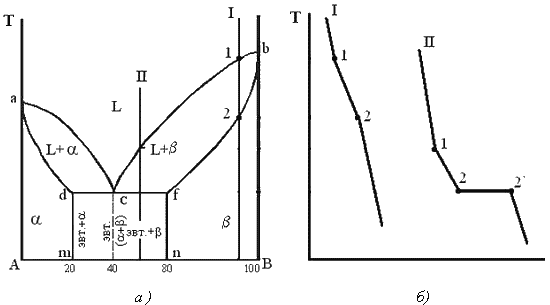 T
I
II
a
b
1
2
L
L+α
L+β
d
c
f
α
β
эвт.+α
эвт.
(α+β)
эвт.+β
m
n
A
20
40
80
100
B
а)
T
I
1
2
II
1
2
2'
б)